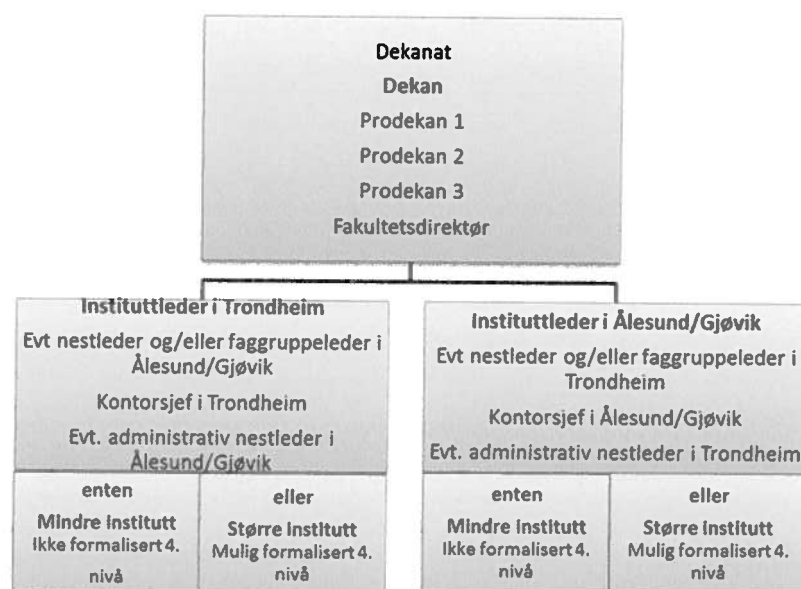 Dekanat
Dekan
Prodekan 1
Prodekan 2
Prodekan 3
Fakultetsdirektør
Instituttleder i Trondheim
Evt nestleder og/eller faggruppeleder i
Ålesund/Gjøvik
Kontorsjef i Trondheim
Evt. administrativ nestleder i
Ålesund/Gjøvik
enten
Mindre institutt
Ikke formalisert 4.
nivå
eller
Større institutt
Mulig formalisert 4.
nivå
Instituttleder i Ålesund/Gjøvik
Evt nestleder og/eller faggruppeleder i
Trondheim
Kontorsjef i Ålesund/Gjøvik
Evt. administrativ nestleder i Trondheim
enten
Mindre institutt
Ikke formalisert 4.
nivå
eller
Større institutt
Mulig formalisert 4.
nivå